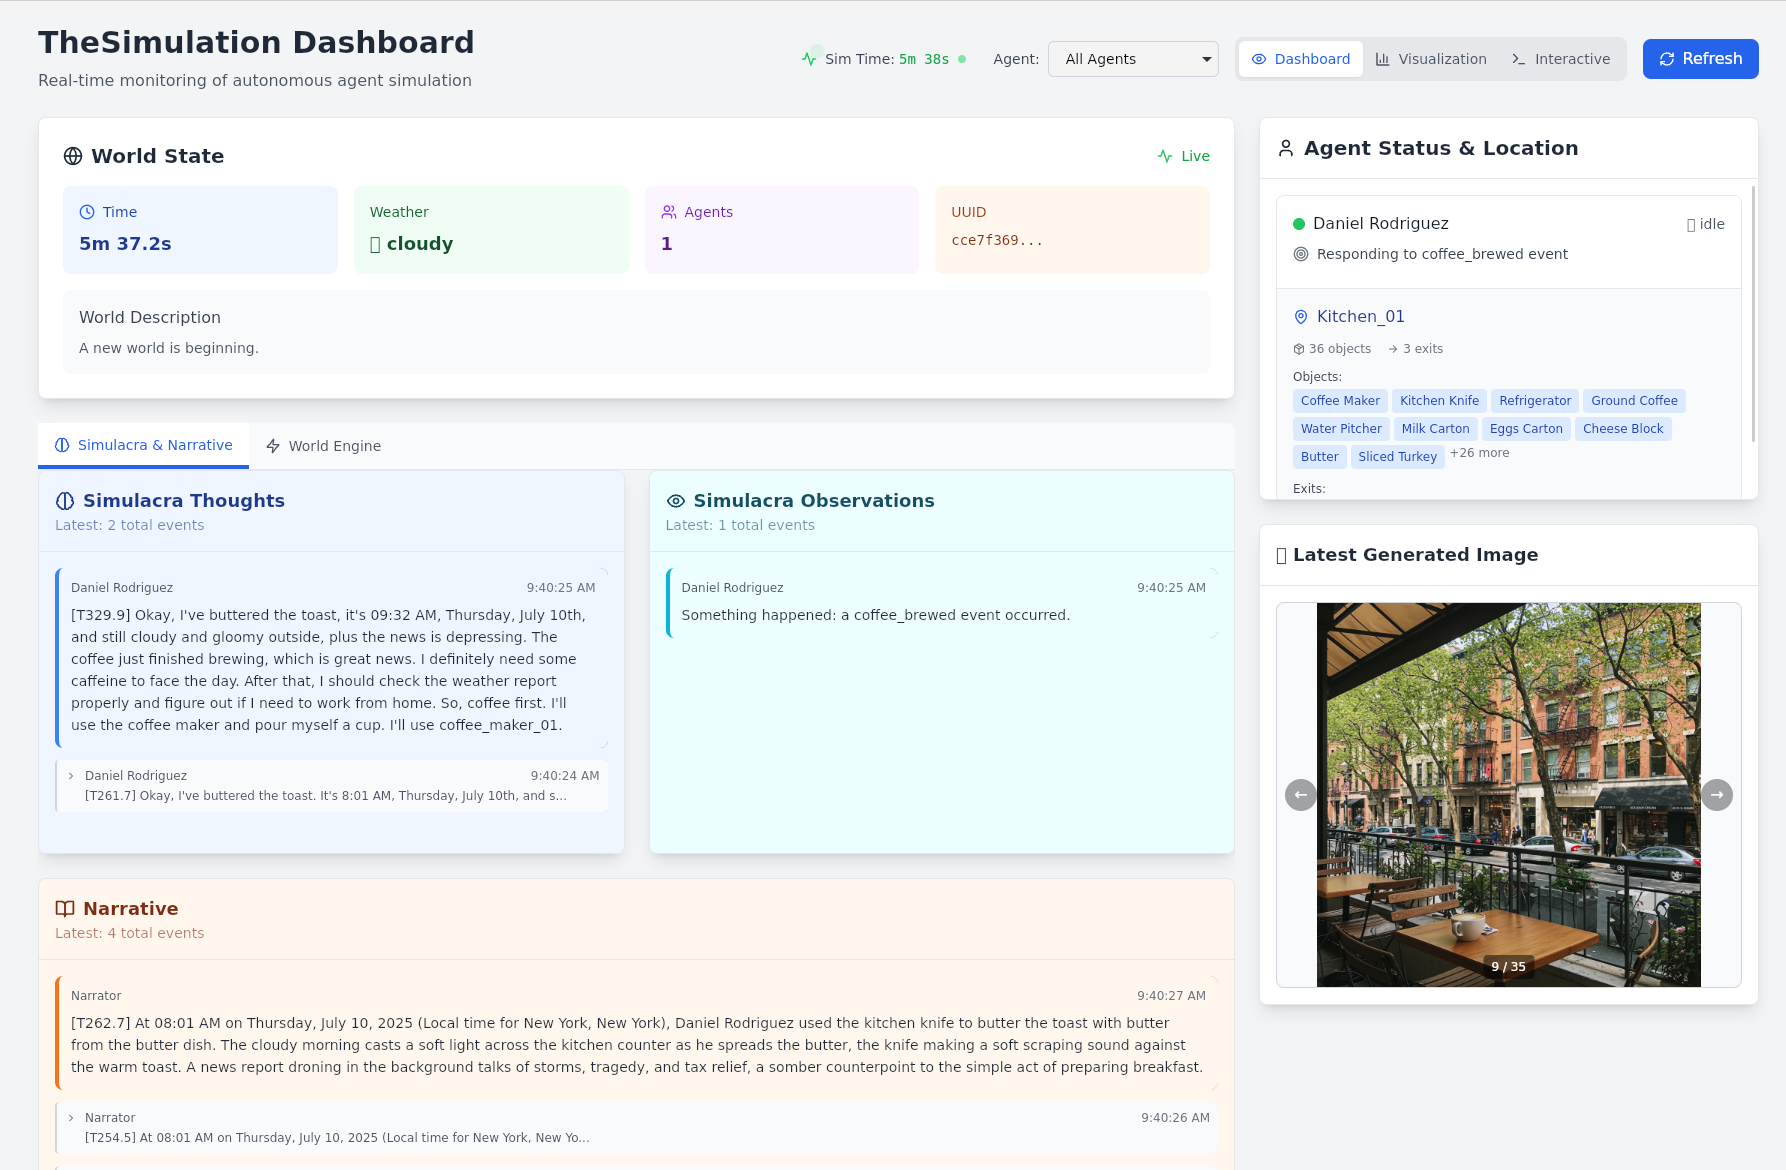 TheSimulation Dashboard
Real-time monitoring of autonomous agent simulation
Sim Time: 5m 38s
Agent: All Agents
Dashboard
Visualization
Interactive
Refresh
World State
Live
Time
5m 37.2s
Weather
cloudy
Agents
1
UUID
cce7f369...
World Description
A new world is beginning.
Simulacra & Narrative
World Engine
Simulacra Thoughts
Latest: 2 total events
Daniel Rodriguez
9:40:25 AM
[T329.9] Okay, I've buttered the toast, it's 09:32 AM, Thursday, July 10th,
and still cloudy and gloomy outside, plus the news is depressing. The
coffee just finished brewing, which is great news. I definitely need some
caffeine to face the day. After that, I should check the weather report
properly and figure out if I need to work from home. So, coffee first. I'll
use the coffee maker and pour myself a cup. I'll use coffee_maker_01.
Daniel Rodriguez
9:40:24 AM
[T261.7] Okay, I've buttered the toast. It's 8:01 AM, Thursday, July 10th, and s...
Simulacra Observations
Latest: 1 total events
Daniel Rodriguez
9:40:25 AM
Something happened: a coffee_brewed event occurred.
Narrative
Latest: 4 total events
Narrator
9:40:27 AM
[T262.7] At 08:01 AM on Thursday, July 10, 2025 (Local time for New York, New York), Daniel Rodriguez used the kitchen knife to butter the toast with butter
from the butter dish. The cloudy morning casts a soft light across the kitchen counter as he spreads the butter, the knife making a soft scraping sound against
the warm toast. A news report droning in the background talks of storms, tragedy, and tax relief, a somber counterpoint to the simple act of preparing breakfast.
Narrator
9:40:26 AM
[T254.5] At 08:01 AM on Thursday, July 10, 2025 (Local time for New York, New Yo...
Agent Status & Location
Daniel Rodriguez
idle
Responding to coffee_brewed event
Kitchen_01
36 objects
3 exits
Objects:
Coffee Maker
Kitchen Knife
Refrigerator
Ground Coffee
Water Pitcher
Milk Carton
Eggs Carton
Cheese Block
Butter
Sliced Turkey
+26 more
Exits:
Latest Generated Image
←
→
9 / 35